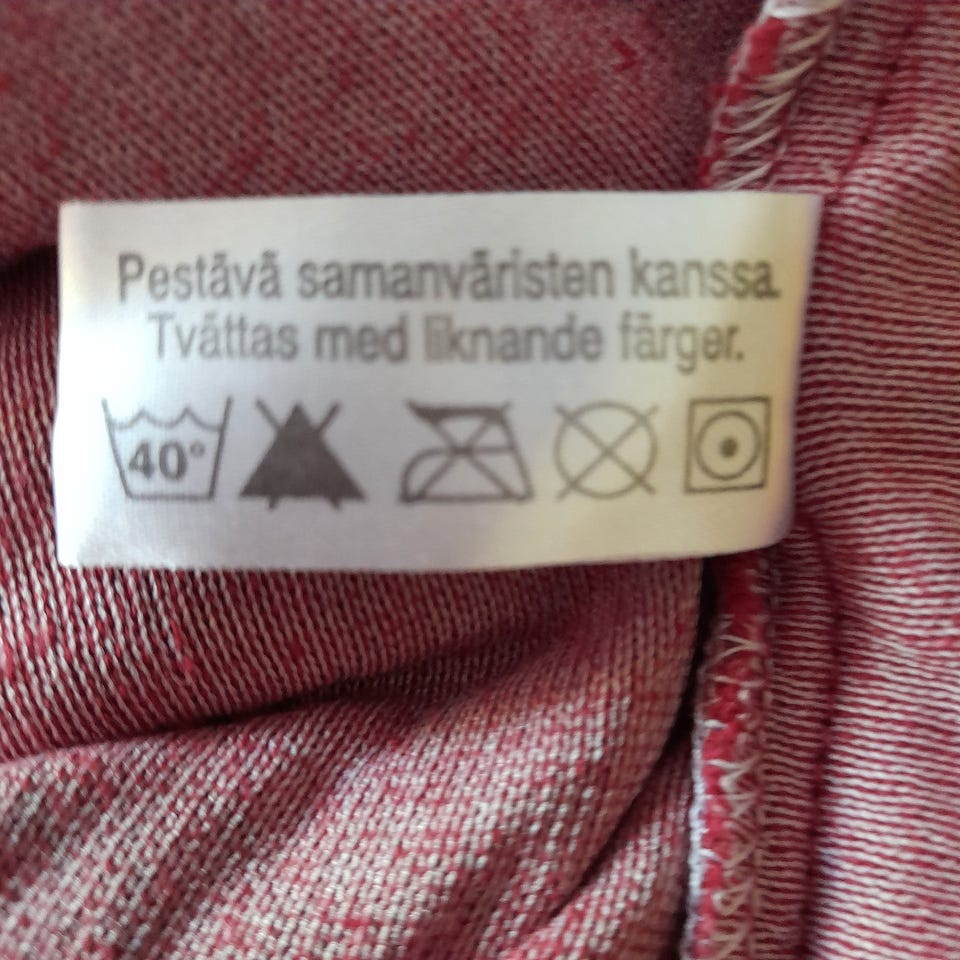 Pestävä samanväristen kanssa.
Tvättas med liknande färger.
40°